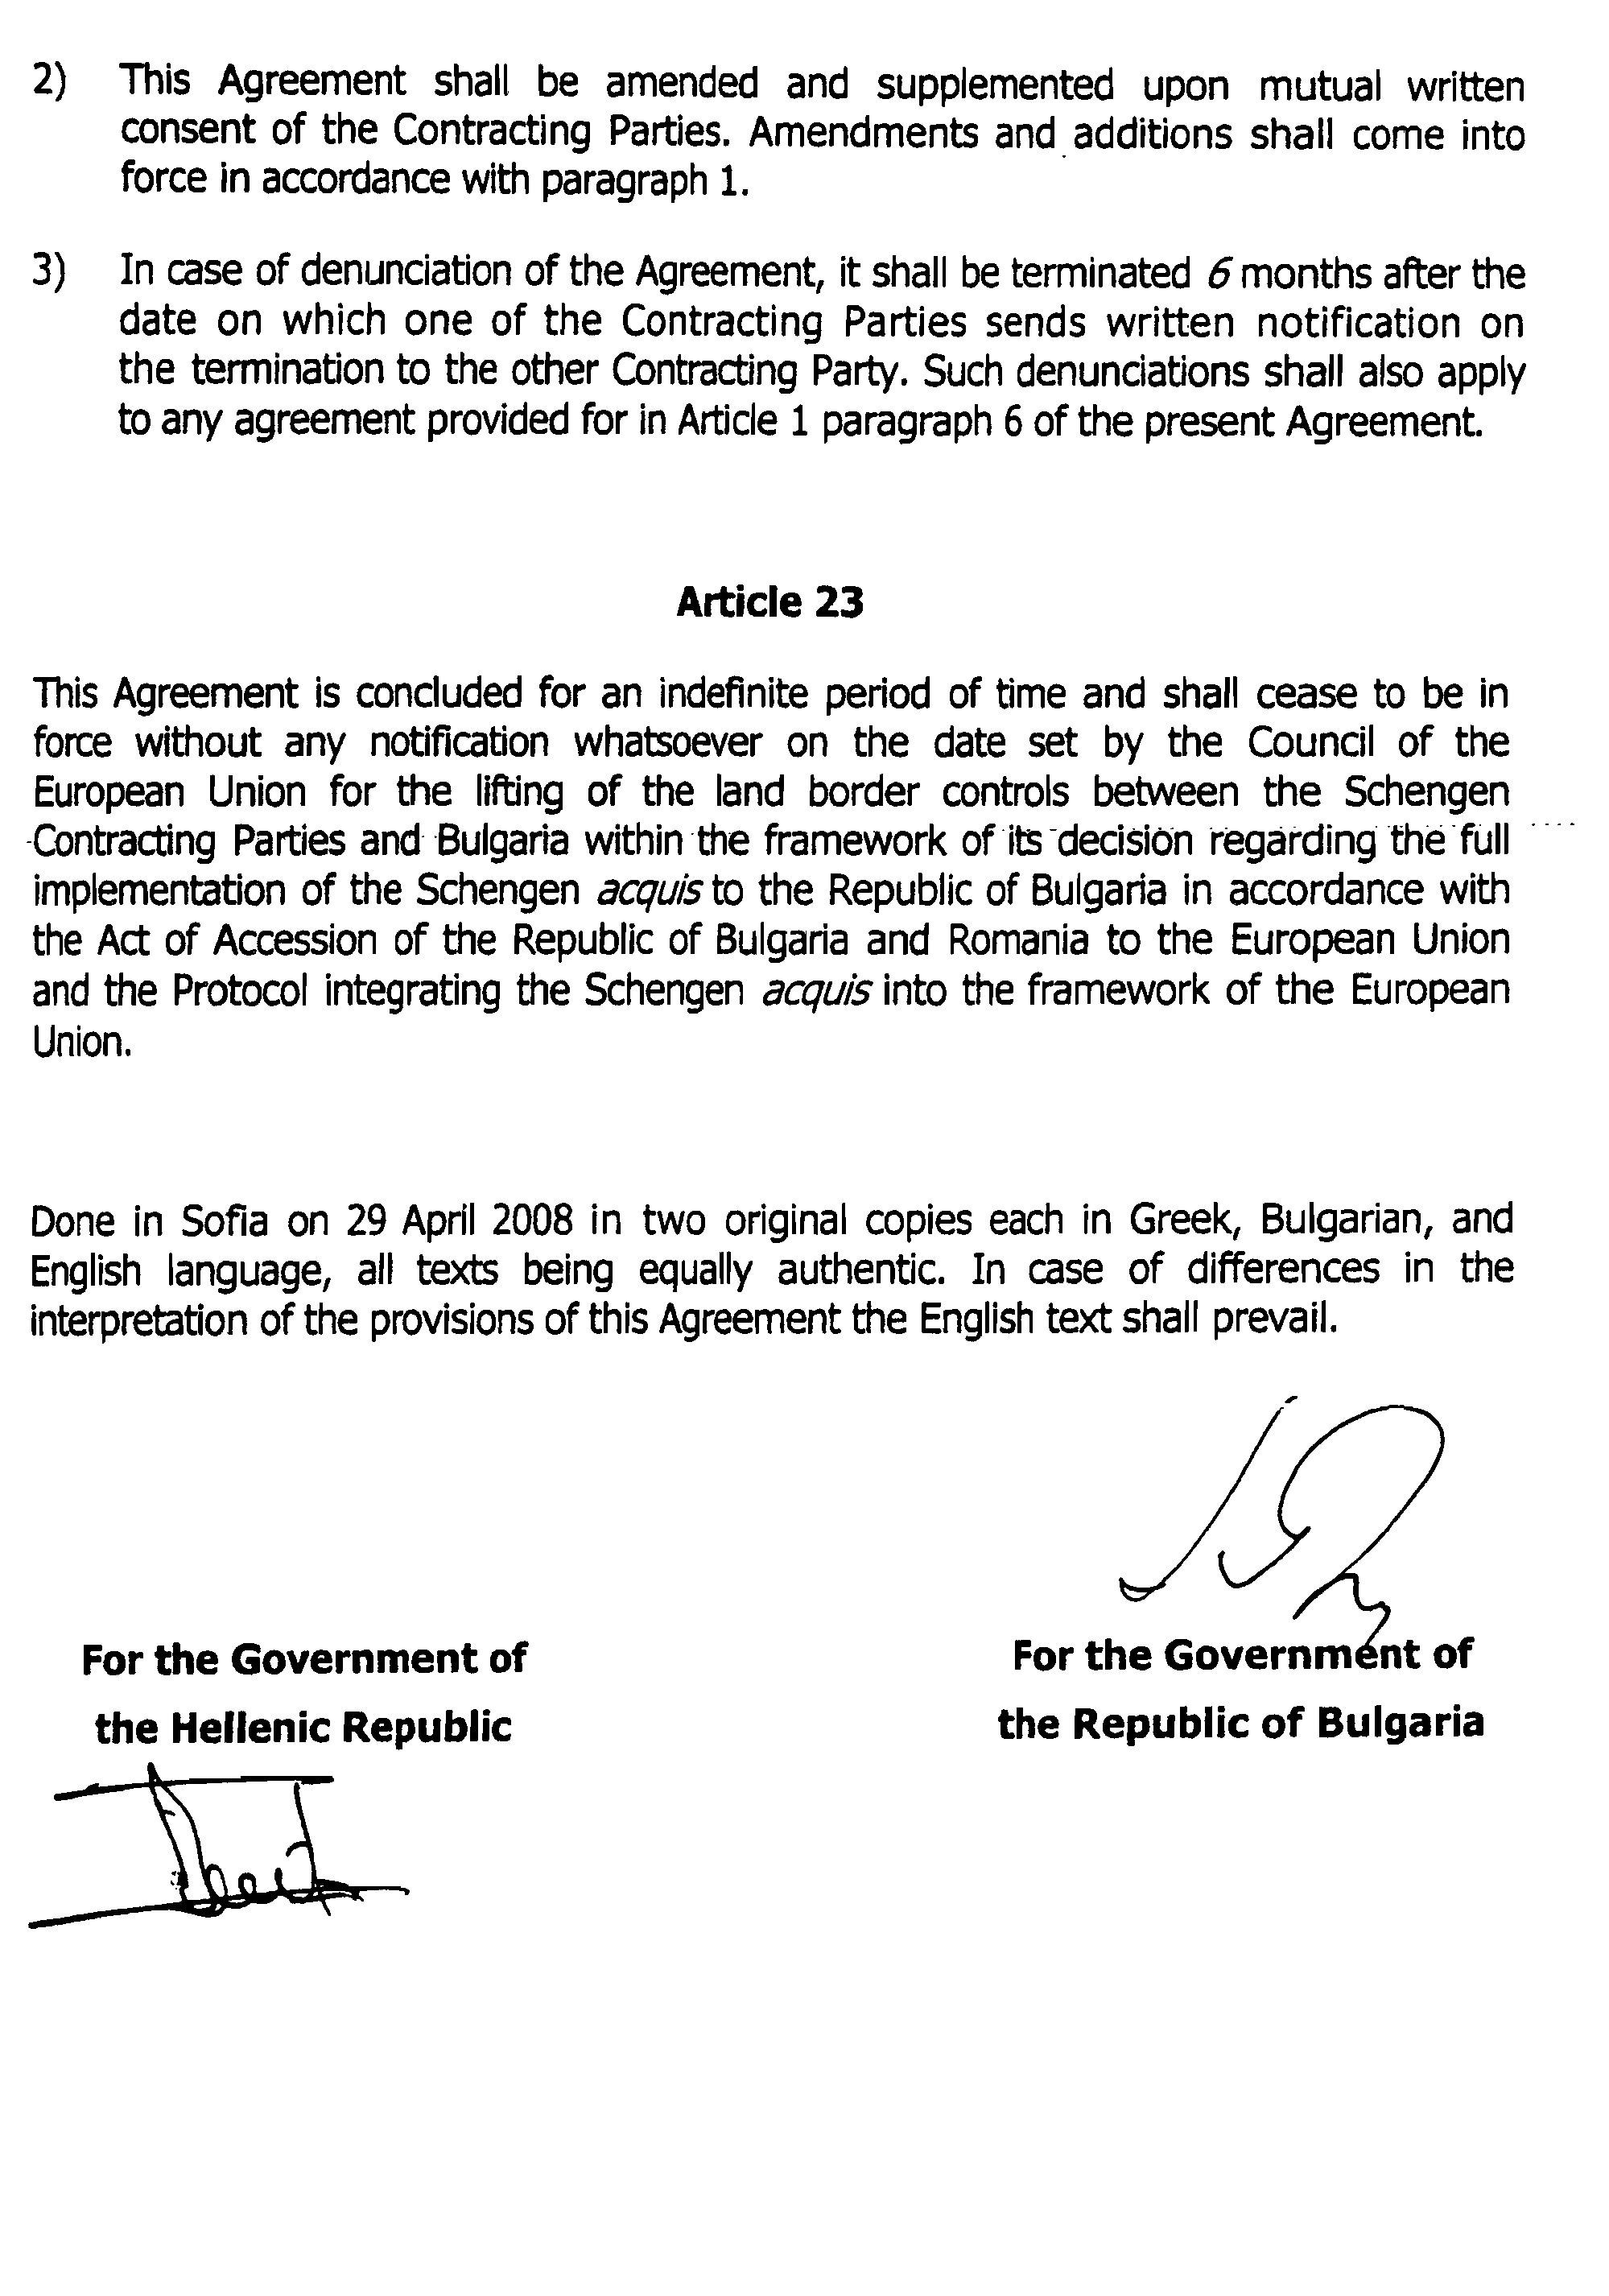 2) This Agreement shall be amended and supplemented upon mutual written
consent of the Contracting Parties. Amendments and additions shall come into
force in accordance with paragraph 1.
3) In case of denunciation of the Agreement, it shall be terminated 6 months after the
date on which one of the Contracting Parties sends written notification on
the termination to the other Contracting Party. Such denunciations shall also apply
to any agreement provided for in Article 1 paragraph 6 of the present Agreement.
Article 23
This Agreement is concluded for an indefinite period of time and shall cease to be in
force without any notification whatsoever on the date set by the Council of the
European Union for the lifting of the land border controls between the Schengen
Contracting Parties and Bulgaria within the framework of its decision regarding the full
implementation of the Schengen acquis to the Republic of Bulgaria in accordance with
the Act of Accession of the Republic of Bulgaria and Romania to the European Union
and the Protocol integrating the Schengen acquis into the framework of the European
Union.
Done in Sofia on 29 April 2008 in two original copies each in Greek, Bulgarian, and
English language, all texts being equally authentic. In case of differences in the
interpretation of the provisions of this Agreement the English text shall prevail.
For the Government of
the Hellenic Republic
For the Government of
the Republic of Bulgaria